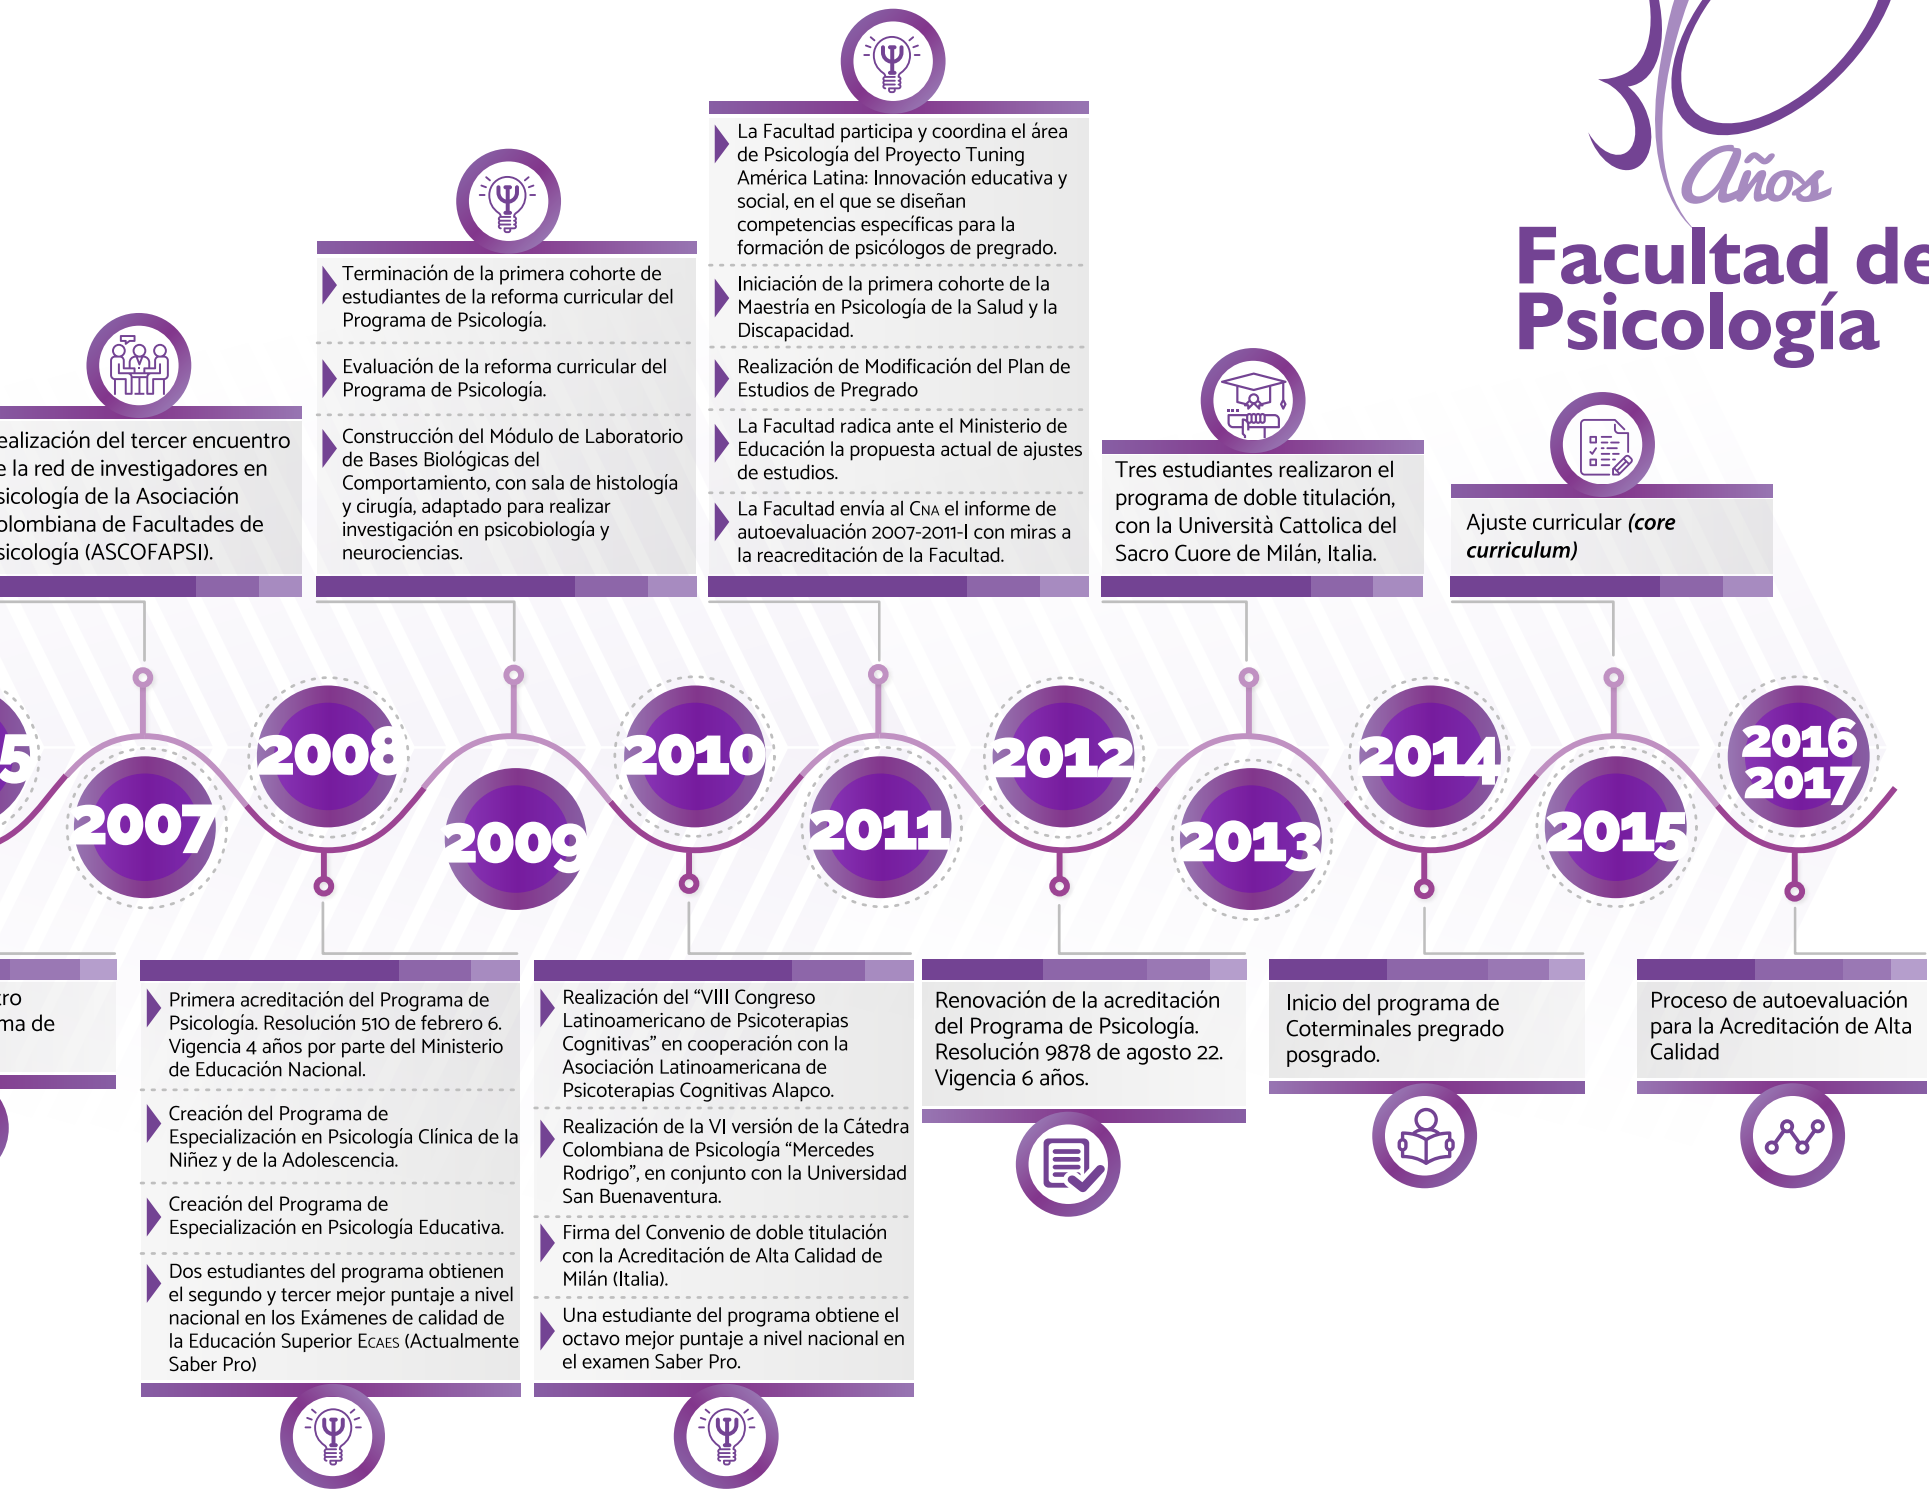 Años
Facultad de
Psicología
La Facultad participa y coordina el área
de Psicología del Proyecto Tuning
América Latina: Innovación educativa y
social, en el que se diseñan
competencias específicas para la
formación de psicólogos de pregrado.
Iniciación de la primera cohorte de la
Maestría en Psicología de la Salud y la
Discapacidad.
Realización de Modificación del Plan de
Estudios de Pregrado
La Facultad radica ante el Ministerio de
Educación la propuesta actual de ajustes
de estudios.
La Facultad envía al CNA el informe de
autoevaluación 2007-2011-I con miras a
la reacreditación de la Facultad.
Terminación de la primera cohorte de
estudiantes de la reforma curricular del
Programa de Psicología.
Evaluación de la reforma curricular del
Programa de Psicología.
Construcción del Módulo de Laboratorio
de Bases Biológicas del
Comportamiento, con sala de histología
y cirugía, adaptado para realizar
investigación en psicobiología y
neurociencias.
ealización del tercer encuentro
e la red de investigadores en
sicología de la Asociación
olombiana de Facultades de
sicología (ASCOFAPSI).
Tres estudiantes realizaron el
programa de doble titulación,
con la Università Cattolica del
Sacro Cuore de Milán, Italia.
Ajuste curricular (core
curriculum)
5
2007
2008
2009
2010
2011
2012
2013
2014
2015
2016
2017
ro
ma de
Primera acreditación del Programa de
Psicología. Resolución 510 de febrero 6.
Vigencia 4 años por parte del Ministerio
de Educación Nacional.
Creación del Programa de
Especialización en Psicología Clínica de la
Niñez y de la Adolescencia.
Creación del Programa de
Especialización en Psicología Educativa.
Dos estudiantes del programa obtienen
el segundo y tercer mejor puntaje a nivel
nacional en los Exámenes de calidad de
la Educación Superior ECAES (Actualmente
Saber Pro)
Realización del “VIII Congreso
Latinoamericano de Psicoterapias
Cognitivas” en cooperación con la
Asociación Latinoamericana de
Psicoterapias Cognitivas Alapco.
Realización de la VI versión de la Cátedra
Colombiana de Psicología “Mercedes
Rodrigo”, en conjunto con la Universidad
San Buenaventura.
Firma del Convenio de doble titulación
con la Acreditación de Alta Calidad de
Milán (Italia).
Una estudiante del programa obtiene el
octavo mejor puntaje a nivel nacional en
el examen Saber Pro.
Renovación de la acreditación
del Programa de Psicología.
Resolución 9878 de agosto 22.
Vigencia 6 años.
Inicio del programa de
Coterminales pregrado
posgrado.
Proceso de autoevaluación
para la Acreditación de Alta
Calidad